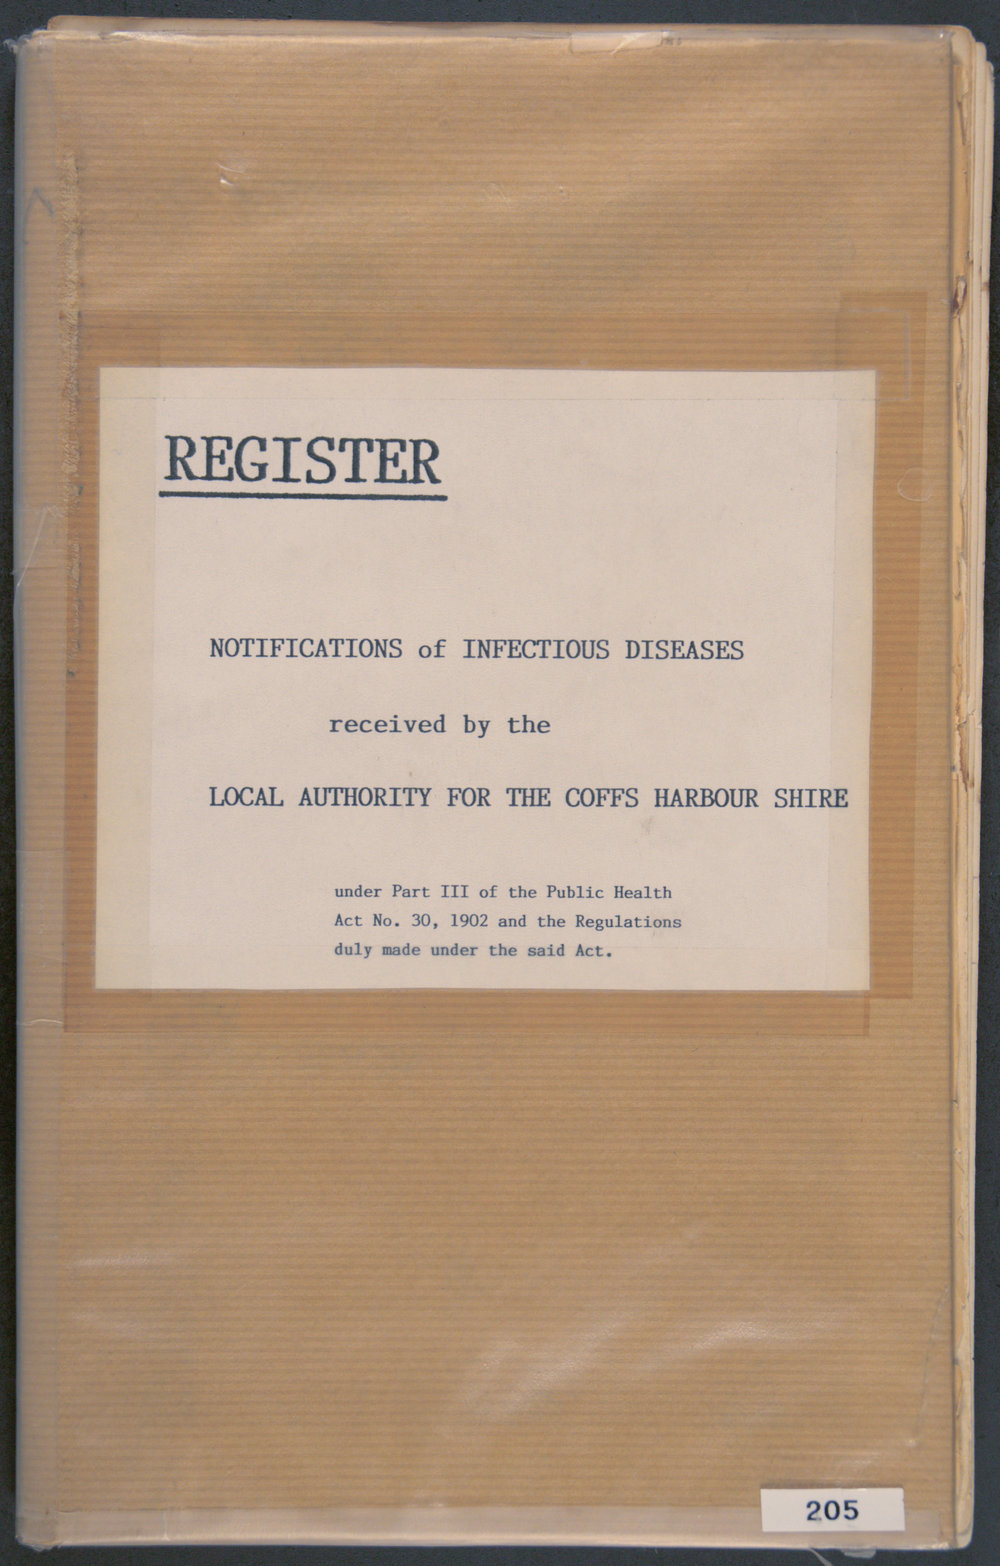 REGISTER
NOTIFICATIONS of INFECTIOUS DISEASES
received by the
LOCAL AUTHORITY FOR THE COFFS HARBOUR SHIRE
under Part III of the Public Health
Act No. 30, 1902 and the Regulations
duly made under the said Act.
205